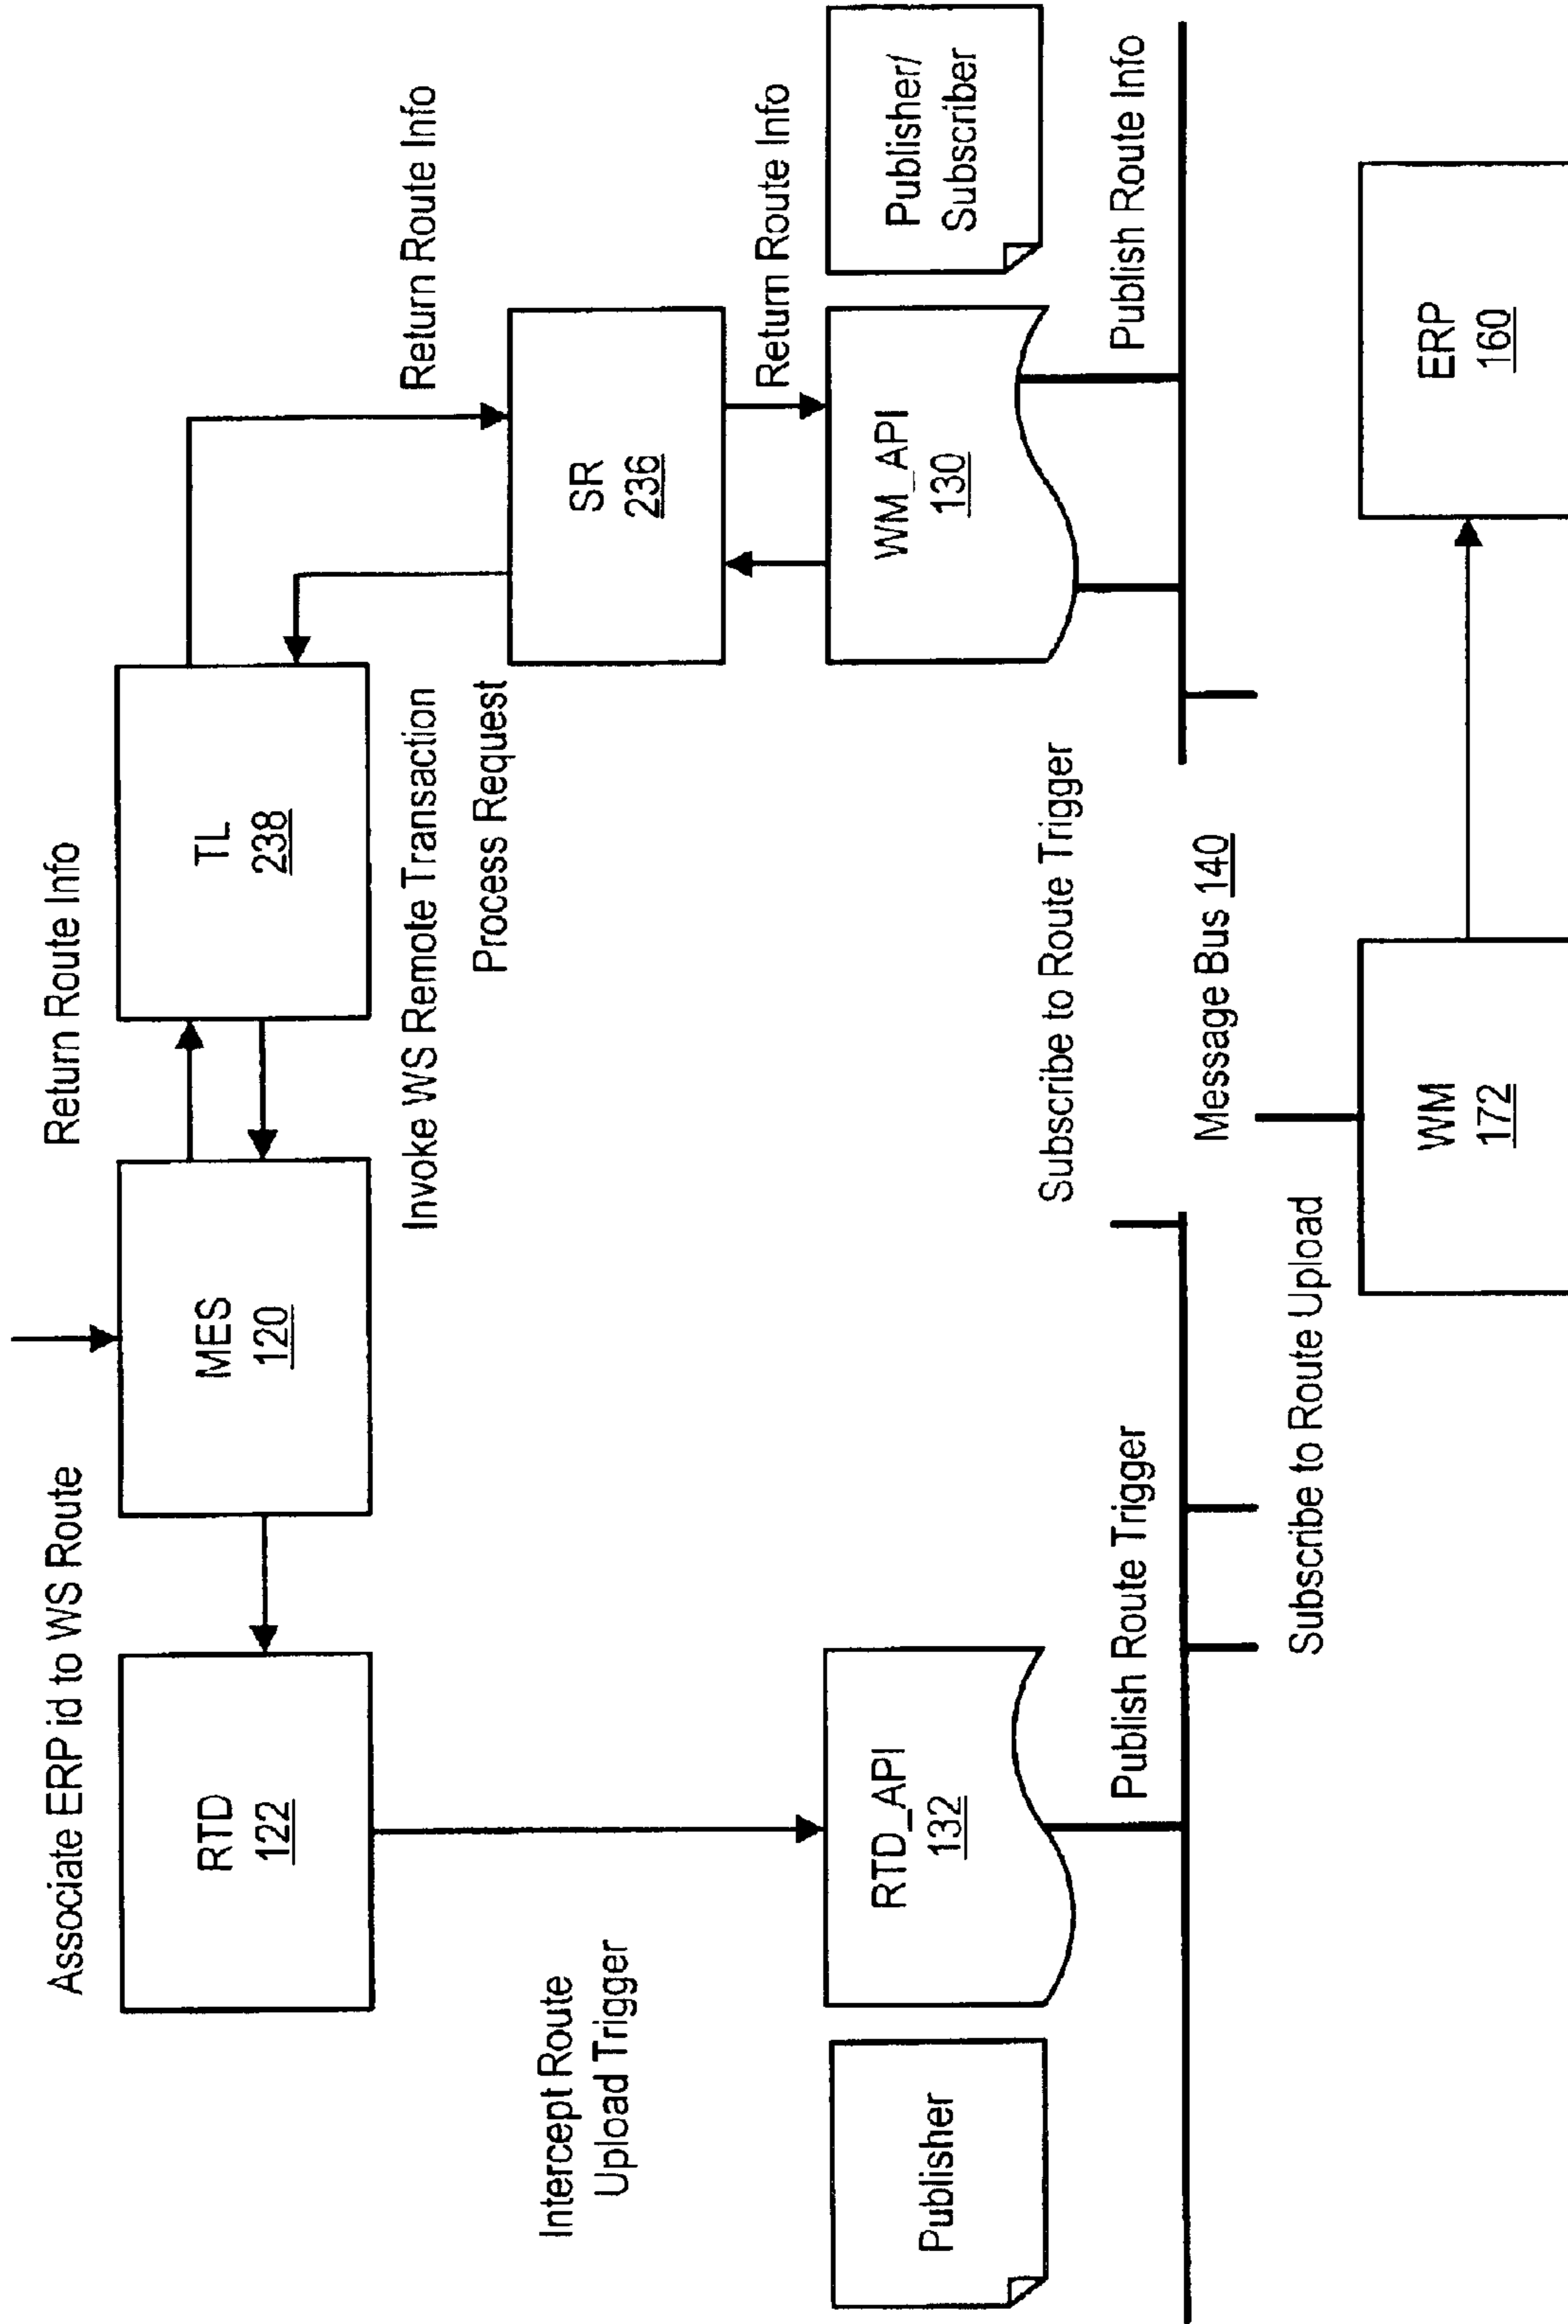 Associate ERP id to WS Route
Return Route Info
RTD
122
MES
120
TL
238
Invoke WS Remote Transaction
Return Route Info
Process Request
Intercept Route
Upload Trigger
SR
236
Return Route Info
Publisher
RTD_API
132
WM_API
130
Publisher/
Subscriber
Subscribe to Route Trigger
Publish Route Trigger
Publish Route Info
Message Bus 140
Subscribe to Route Upload
WM
172
ERP
160